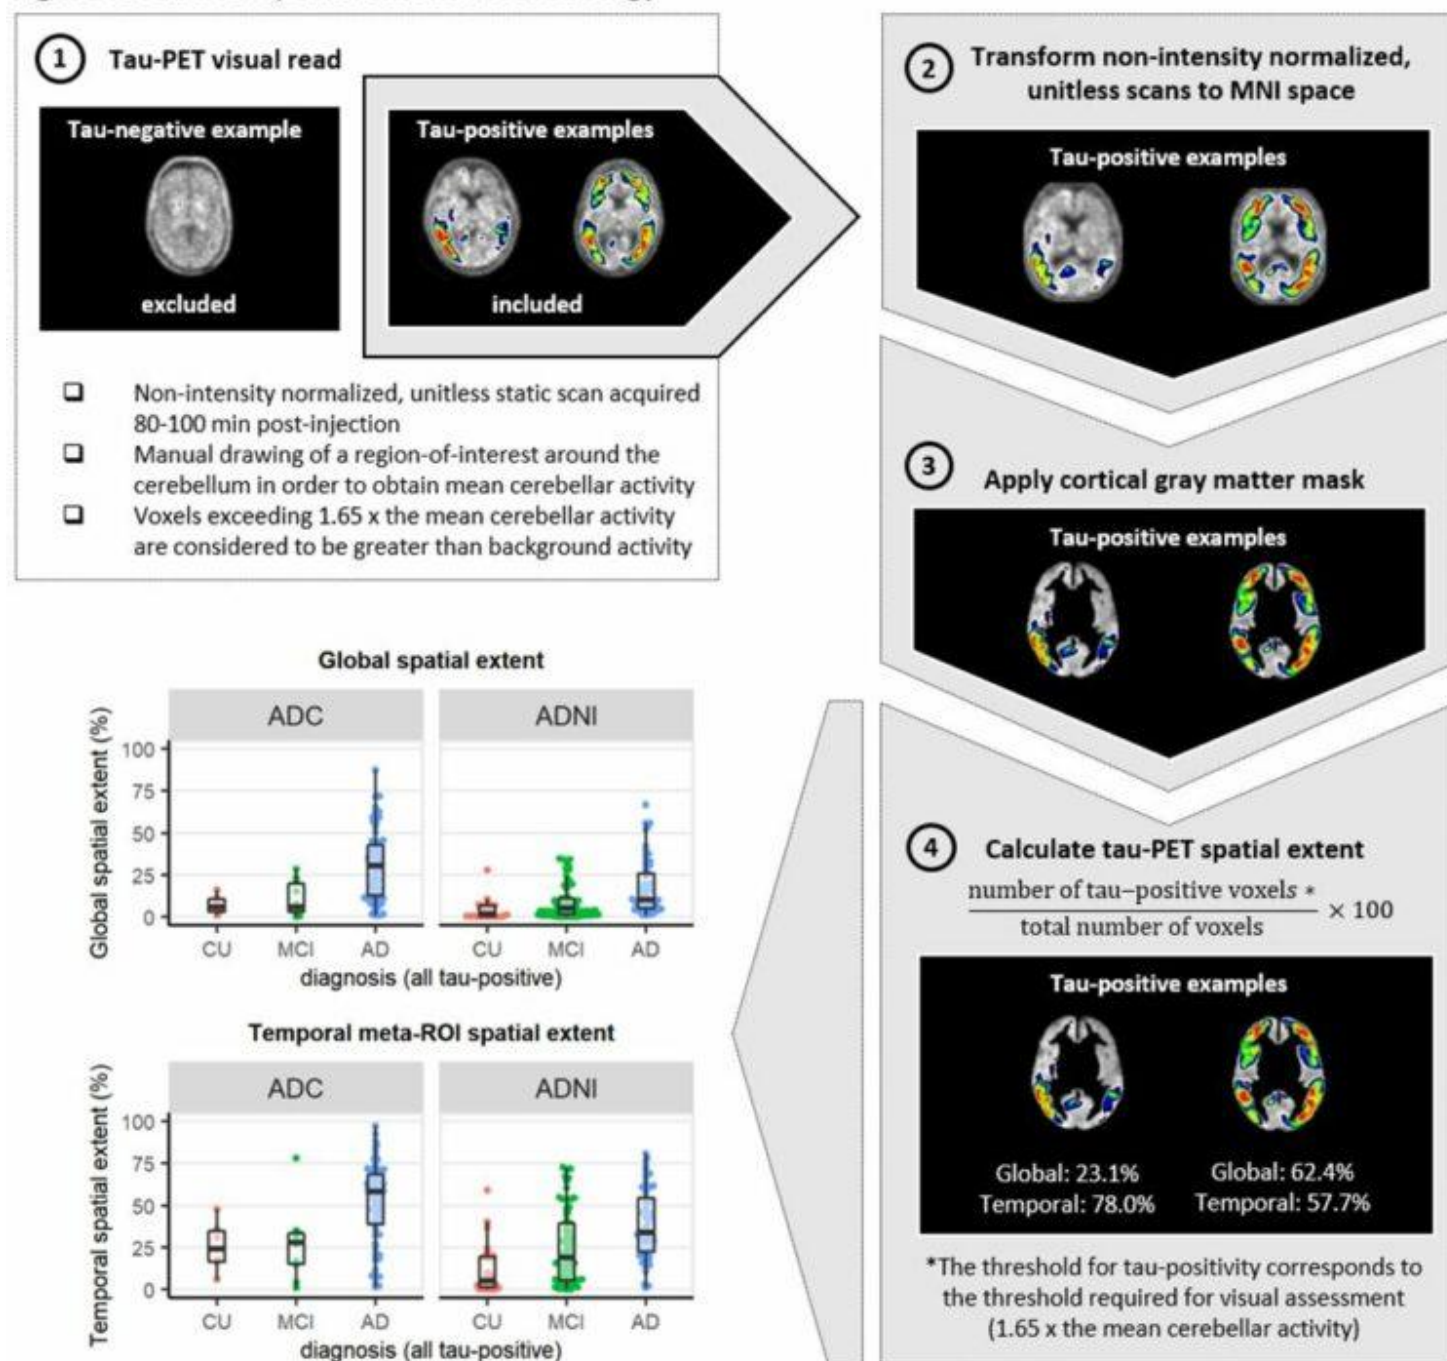 1 Tau-PET visual read
Tau-negative example
excluded
Tau-positive examples
included
❑ Non-intensity normalized, unitless static scan acquired
80-100 min post-injection
❑ Manual drawing of a region-of-interest around the
cerebellum in order to obtain mean cerebellar activity
❑ Voxels exceeding 1.65 x the mean cerebellar activity
are considered to be greater than background activity
2 Transform non-intensity normalized,
unitless scans to MNI space
Tau-positive examples
3 Apply cortical gray matter mask
Tau-positive examples
4 Calculate tau-PET spatial extent
number of tau–positive voxels *
total number of voxels
× 100
Tau-positive examples
Global: 23.1%
Temporal: 78.0%
Global: 62.4%
Temporal: 57.7%
*The threshold for tau-positivity corresponds to
the threshold required for visual assessment
(1.65 x the mean cerebellar activity)
Global spatial extent
ADC ADNI
Global spatial extent (%)
100
75
50
25
0
CU MCI AD CU MCI AD
diagnosis (all tau-positive)
Temporal meta-ROI spatial extent
ADC ADNI
Temporal spatial extent (%)
100
75
50
25
0
CU MCI AD CU MCI AD
diagnosis (all tau-positive)